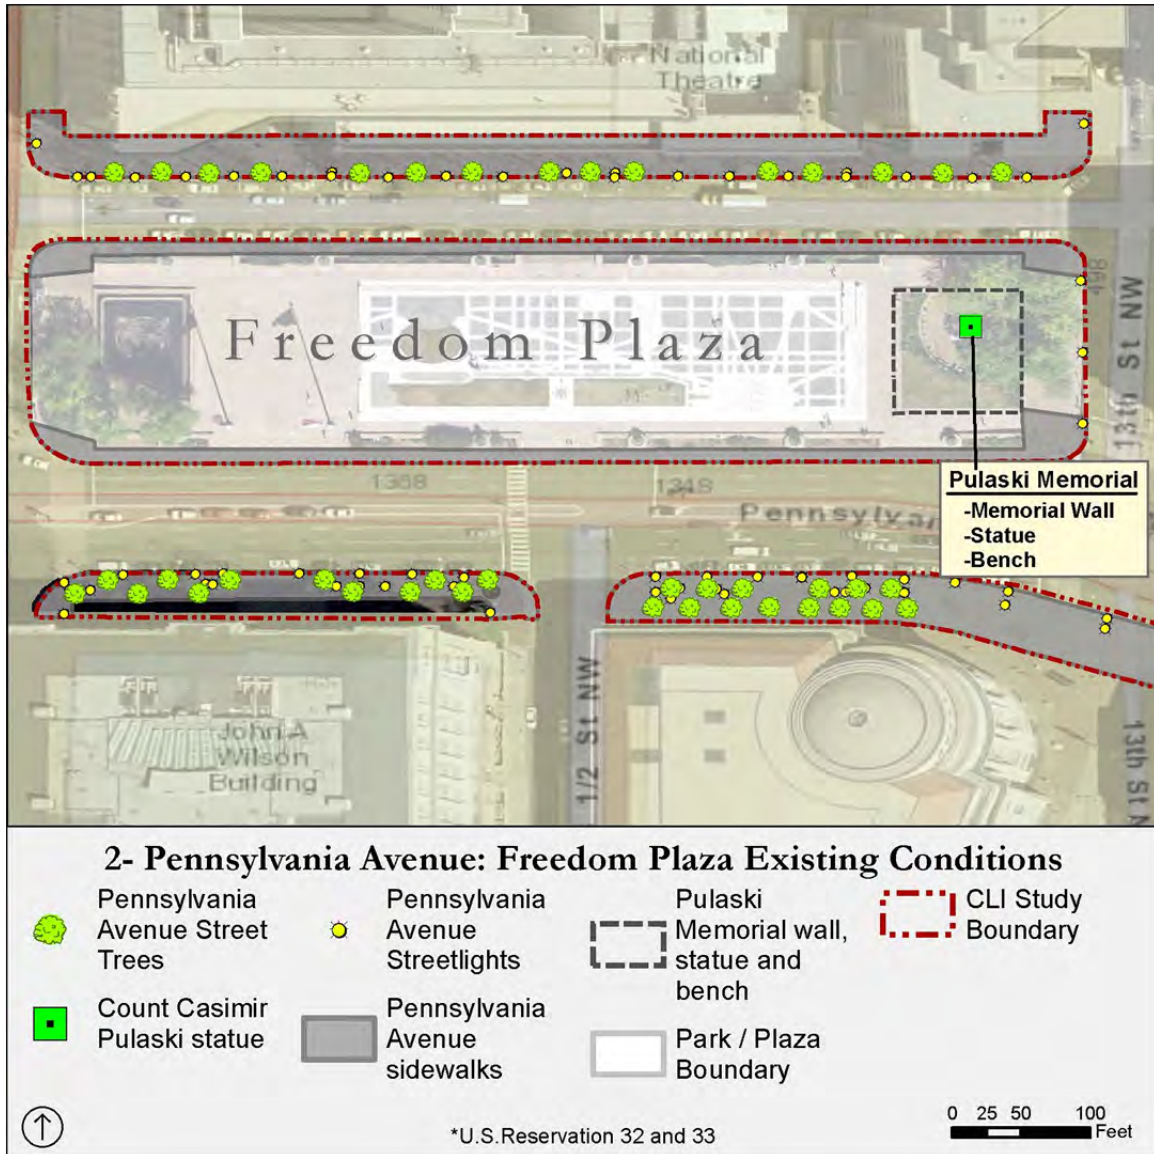 National
Theatre
498
Freedom Plaza
13th St NW
1368
1348
Pennsylvan
Pulaski Memorial
-Memorial Wall
-Statue
-Bench
1/2 St NW
John A
Wilson
Building
13th St N
2- Pennsylvania Avenue: Freedom Plaza Existing Conditions
Pennsylvania
Avenue Street
Trees
Pennsylvania
Avenue
Streetlights
Pulaski
Memorial wall,
statue and
bench
CLI Study
Boundary
Count Casimir
Pulaski statue
Pennsylvania
Avenue
sidewalks
Park / Plaza
Boundary
*U.S.Reservation 32 and 33
0 25 50 100
Feet